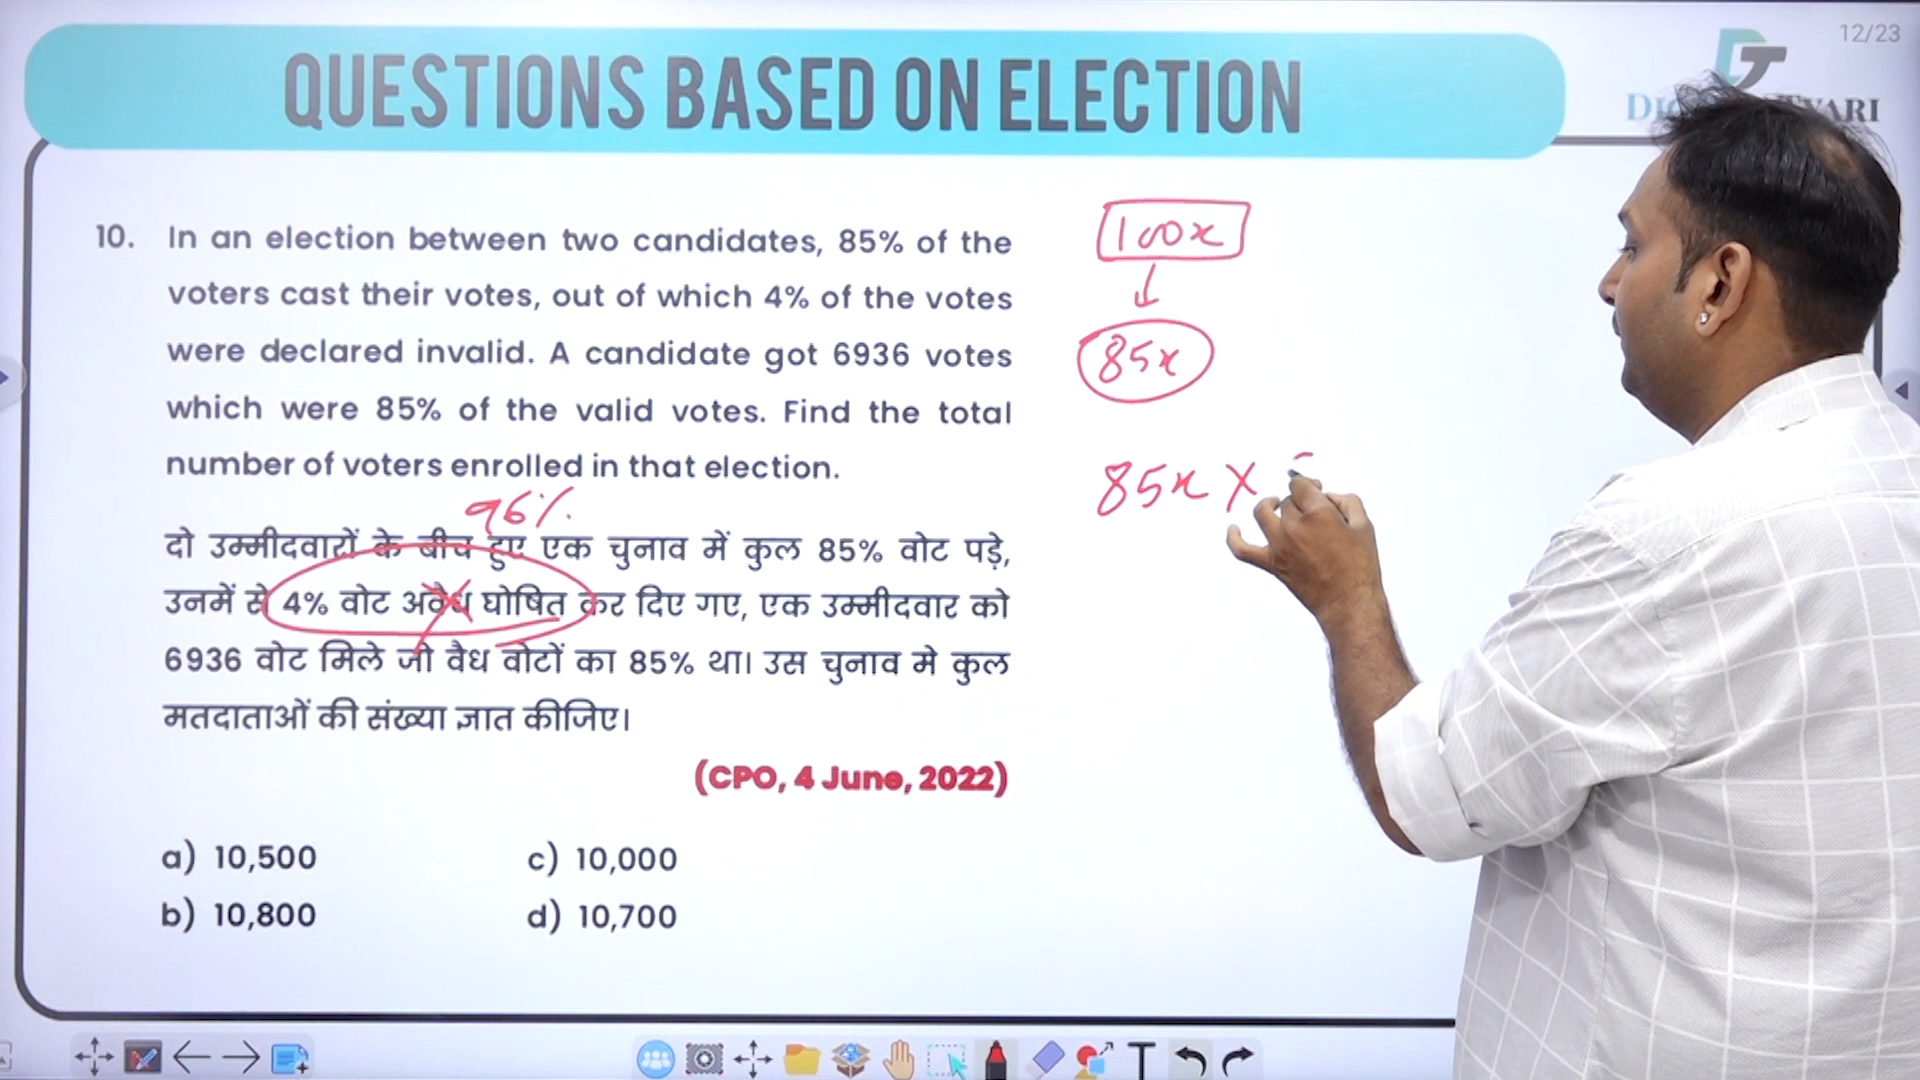 12/23
QUESTIONS BASED ON ELECTION
10. In an election between two candidates, 85% of the
voters cast their votes, out of which 4% of the votes
were declared invalid. A candidate got 6936 votes
which were 85% of the valid votes. Find the total
number of voters enrolled in that election.
96%.
दो उम्मीदवारों के बीच हुए एक चुनाव में कुल 85% वोट पड़े,
उनमें से 4% वोट अवैध घोषित कर दिए गए, एक उम्मीदवार को
6936 वोट मिले जो वैध वोटों का 85% था। उस चुनाव मे कुल
मतदाताओं की संख्या ज्ञात कीजिए।
(CPO, 4 June, 2022)
a) 10,500
c) 10,000
b) 10,800
d) 10,700
100x
85x
85x ×